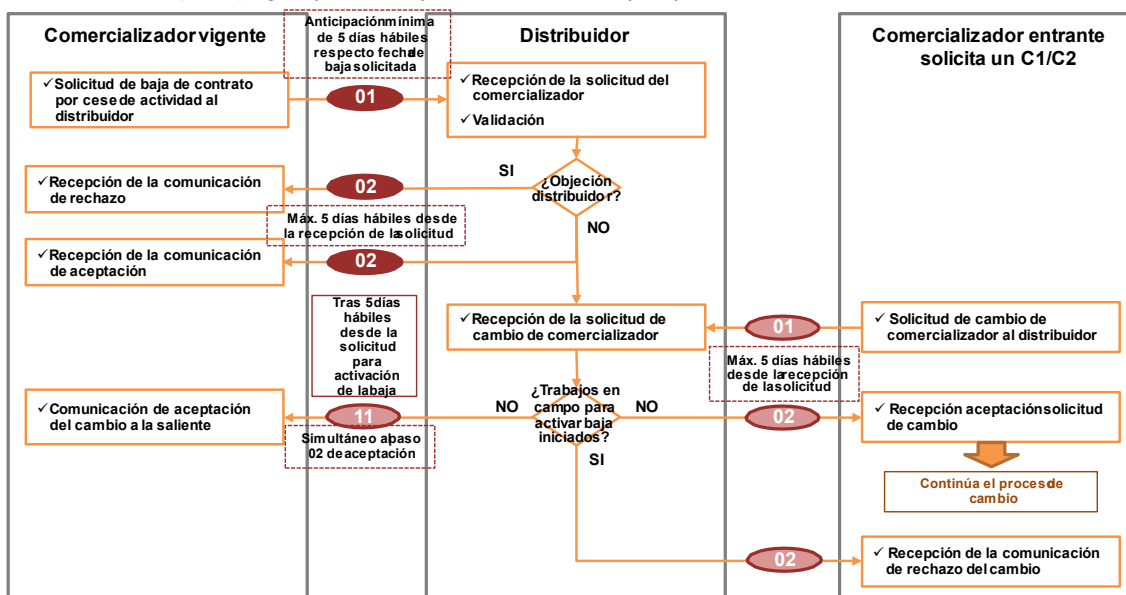 Comercializador vigente
Anticipación mínima
de 5 días hábiles
respecto fecha de
baja solicitada
Distribuidor
Comercializador entrante
solicita un C1/C2
✓Solicitud de baja de contrato
por cese de actividad al
distribuidor
01
✓Recepción de la solicitud del
comercializador
✓Validación
SI
✓Recepción de la comunicación
de rechazo
02
¿Objeción
distribuidor?
NO
Máx. 5 días hábiles desde
la recepción de la solicitud
✓Recepción de la comunicación
de aceptación
02
Tras 5 días
hábiles
desde la
solicitud
para
activación
de la baja
✓Recepción de la solicitud de
cambio de comercializador
01
✓ Solicitud de cambio de
comercializador al distribuidor
Máx. 5 días hábiles
desde la recepción
de la solicitud
✓Comunicación de aceptación
del cambio a la saliente
11
NO
¿Trabajos en
campo para
activar baja
iniciados?
NO
02
✓ Recepción aceptación solicitud
de cambio
Simultáneo al paso
02 de aceptación
SI
Continúa el proceso de
cambio
02
✓ Recepción de la comunicación
de rechazo del cambio